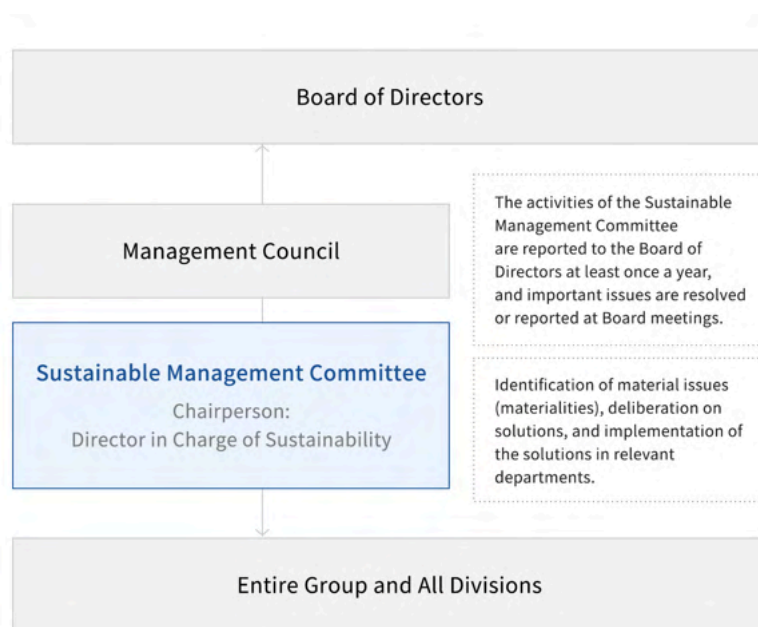 Board of Directors
Management Council
The activities of the Sustainable
Management Committee
are reported to the Board of
Directors at least once a year,
and important issues are resolved
or reported at Board meetings.
Sustainable Management Committee
Chairperson:
Director in Charge of Sustainability
Identification of material issues
(materialities), deliberation on
solutions, and implementation of
the solutions in relevant
departments.
Entire Group and All Divisions